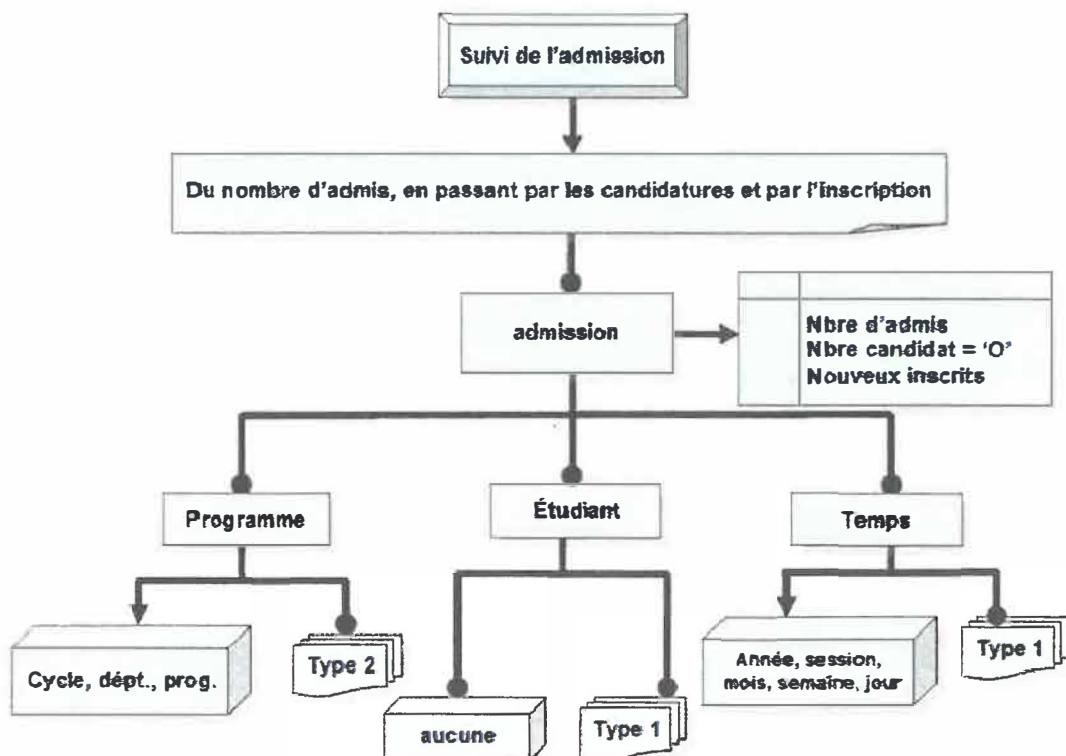 Suivi de l'admission
Du nombre d'admis, en passant par les candidatures et par l'inscription
admission
Nbre d'admis
Nbre candidat = 'O'
Nouveux inscrits
Programme
Étudiant
Temps
Cycle, dépt., prog.
Type 2
aucune
Type 1
Année, session,
mois, semaine, jour
Type 1